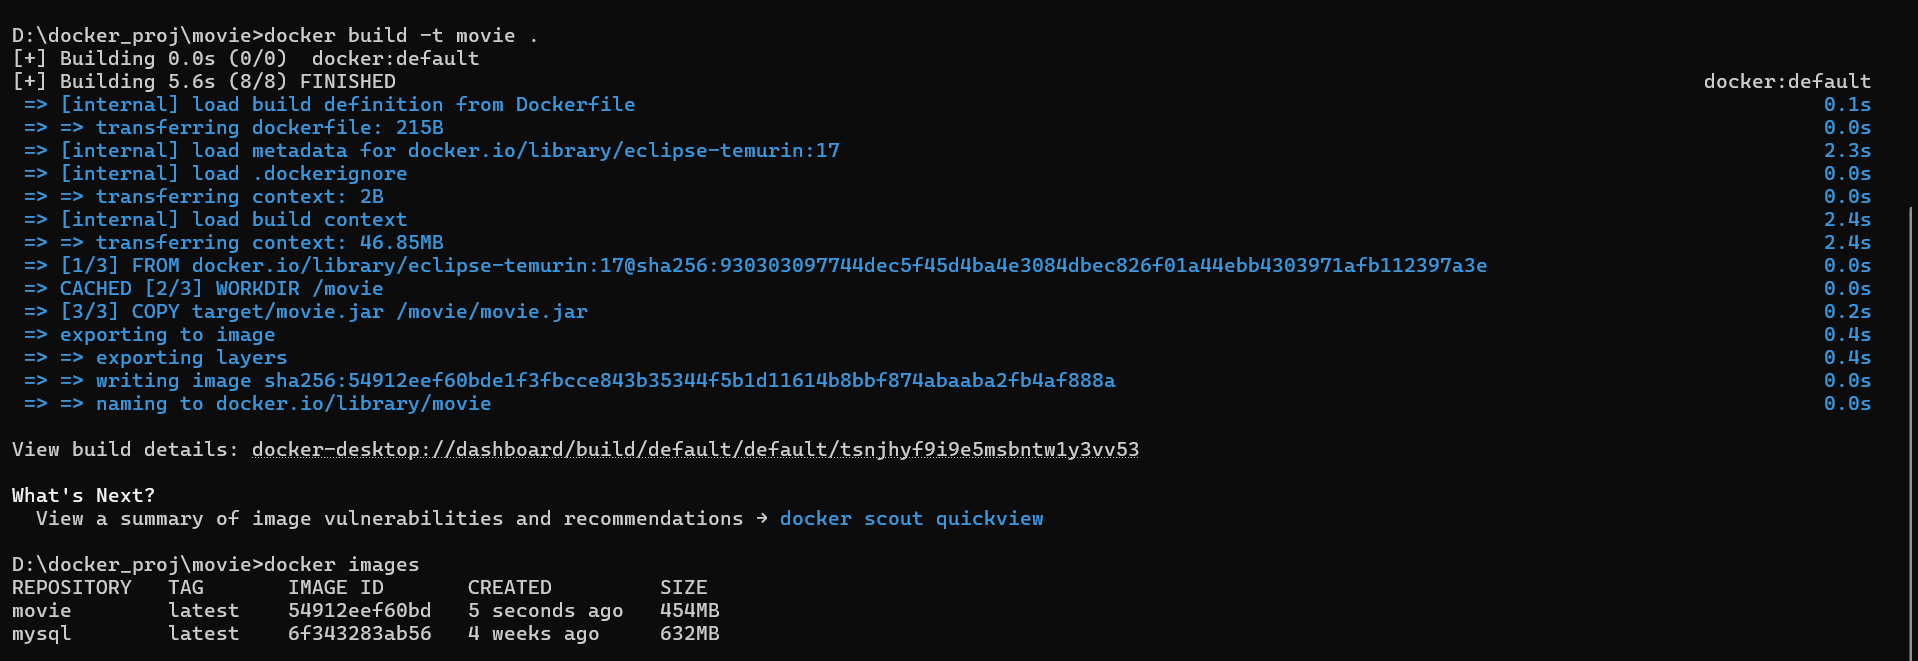 D:\docker_proj\movie>docker build -t movie .
[+] Building 0.0s (0/0)  docker:default
[+] Building 5.6s (8/8) FINISHED docker:default
=> [internal] load build definition from Dockerfile 0.1s
=> => transferring dockerfile: 215B 0.0s
=> [internal] load metadata for docker.io/library/eclipse-temurin:17 2.3s
=> [internal] load .dockerignore 0.0s
=> => transferring context: 2B 0.0s
=> [internal] load build context 2.4s
=> => transferring context: 46.85MB 2.4s
=> [1/3] FROM docker.io/library/eclipse-temurin:17@sha256:930303097744dec5f45d4ba4e3084dbec826f01a44ebb4303971afb112397a3e 0.0s
=> CACHED [2/3] WORKDIR /movie 0.0s
=> [3/3] COPY target/movie.jar /movie/movie.jar 0.2s
=> exporting to image 0.4s
=> => exporting layers 0.4s
=> => writing image sha256:54912eef60bde1f3fbcce843b35344f5b1d11614b8bbf874abaaba2fb4af888a 0.0s
=> => naming to docker.io/library/movie 0.0s
View build details: docker-desktop://dashboard/build/default/default/tsnjhyf9i9e5msbntw1y3vv53
What's Next?
View a summary of image vulnerabilities and recommendations → docker scout quickview
D:\docker_proj\movie>docker images
REPOSITORY   TAG       IMAGE ID       CREATED         SIZE
movie        latest    54912eef60bd   5 seconds ago   454MB
mysql        latest    6f343283ab56   4 weeks ago     632MB